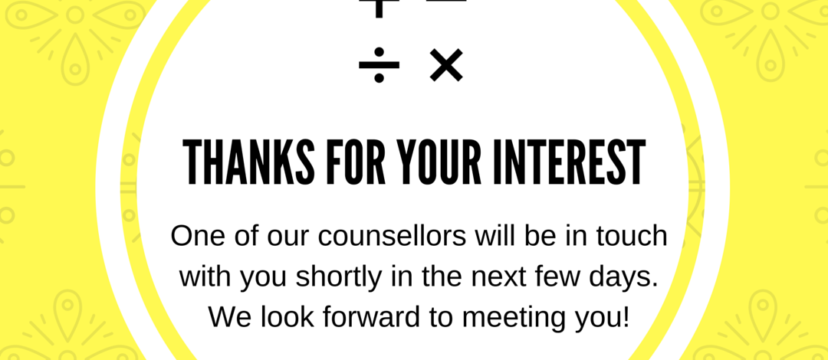 + −
÷ ×
THANKS FOR YOUR INTEREST
One of our counsellors will be in touch
with you shortly in the next few days.
We look forward to meeting you!